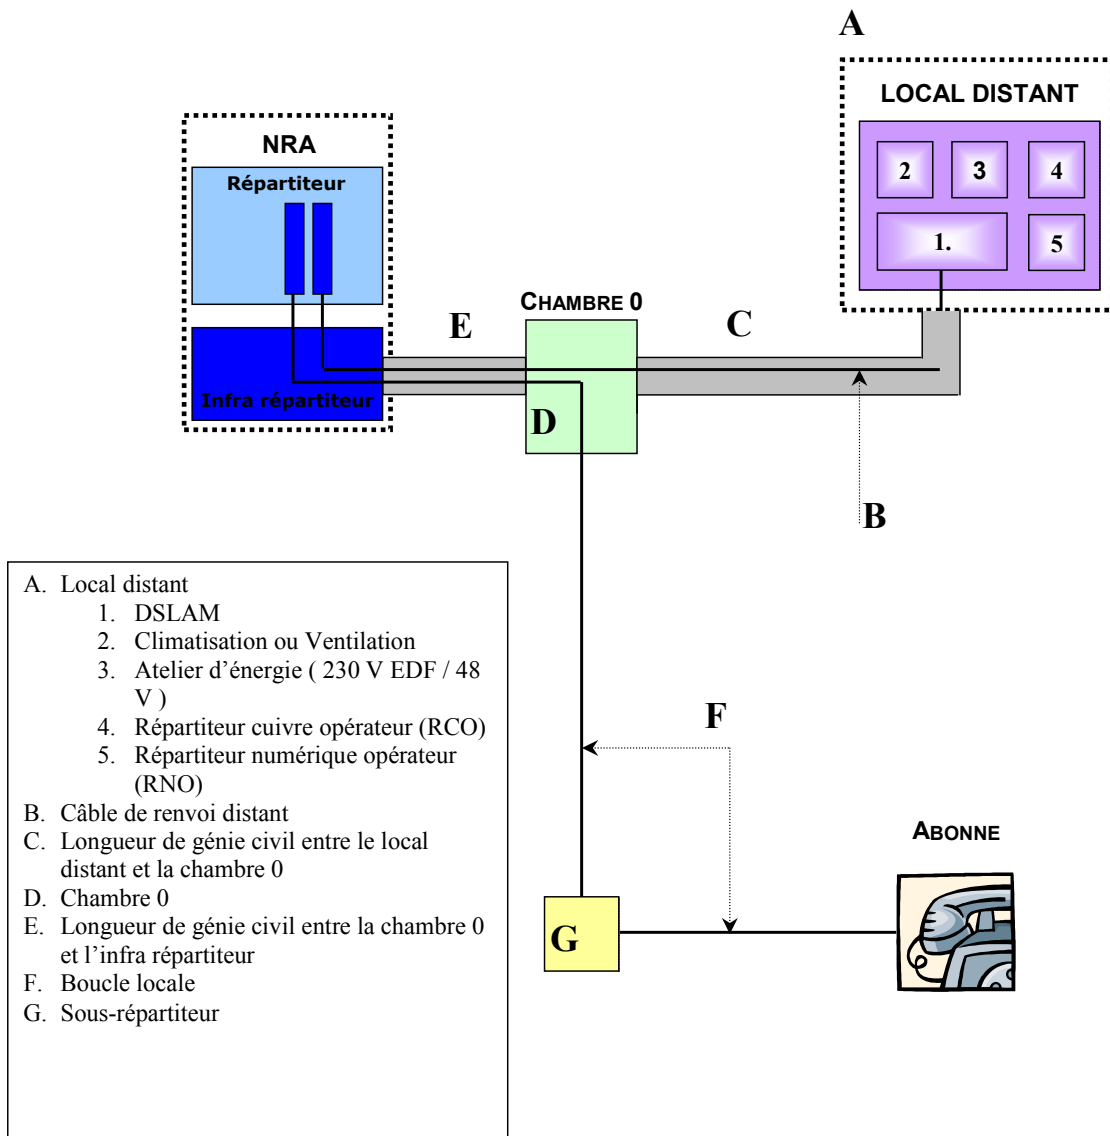 A
LOCAL DISTANT
NRA
Répartiteur
2
3
4
1.
5
CHAMBRE 0
E
C
Infra répartiteur
D
B
A. Local distant
1. DSLAM
2. Climatisation ou Ventilation
3. Atelier d’énergie ( 230 V EDF / 48
V )
4. Répartiteur cuivre opérateur (RCO)
5. Répartiteur numérique opérateur
(RNO)
B. Câble de renvoi distant
C. Longueur de génie civil entre le local
distant et la chambre 0
D. Chambre 0
E. Longueur de génie civil entre la chambre 0
et l’infra répartiteur
F. Boucle locale
G. Sous-répartiteur
F
ABONNE
G